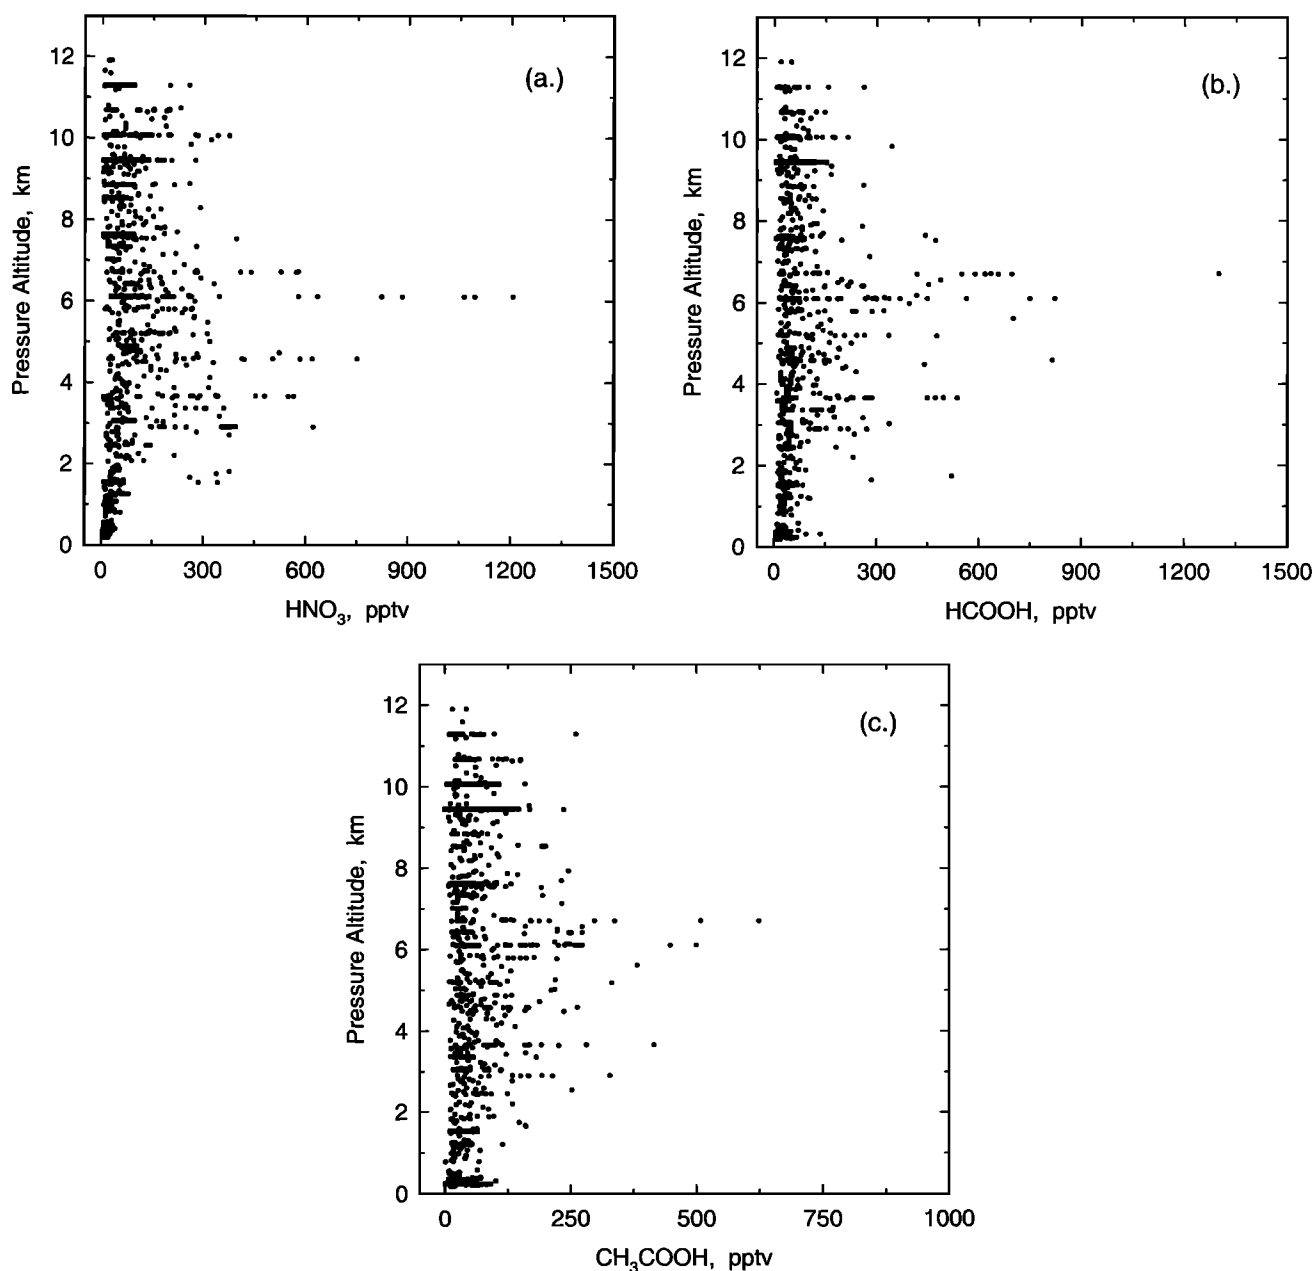 (a.)
12
10
8
6
4
2
0
Pressure Altitude, km
0 300 600 900 1200 1500
HNO₃, pptv
(b.)
12
10
8
6
4
2
0
Pressure Altitude, km
0 300 600 900 1200 1500
HCOOH, pptv
(c.)
12
10
8
6
4
2
0
Pressure Altitude, km
0 250 500 750 1000
CH₃COOH, pptv